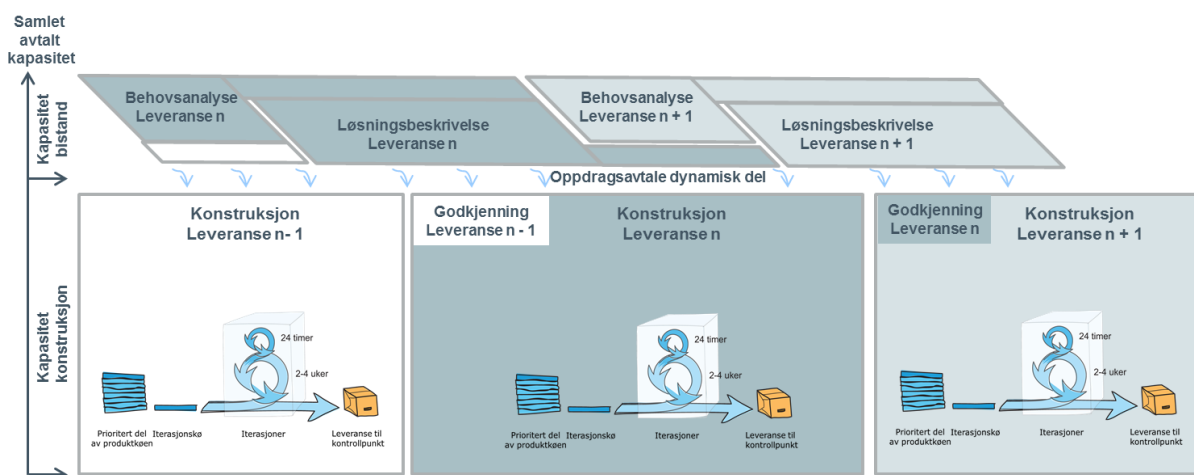 Samlet
avtalt
kapasitet
Kapasitet
bistand
Behovsanalyse
Leveranse n
Løsningsbeskrivelse
Leveranse n
Behovsanalyse
Leveranse n + 1
Løsningsbeskrivelse
Leveranse n + 1
Oppdragsavtale dynamisk del
Kapasitet
konstruksjon
Konstruksjon
Leveranse n- 1
24 timer
2-4 uker
Prioritert del
av produktkøen
Iterasjonskø
Iterasjoner
Leveranse til
kontrollpunkt
Godkjenning
Leveranse n - 1
Konstruksjon
Leveranse n
24 timer
2-4 uker
Prioritert del
av produktkøen
Iterasjonskø
Iterasjoner
Leveranse til
kontrollpunkt
Godkjenning
Leveranse n
Konstruksjon
Leveranse n + 1
24 timer
2-4 uker
Prioritert del
av produktkøen
Iterasjonskø
Iterasjoner
Leveranse til
kontrollpunkt